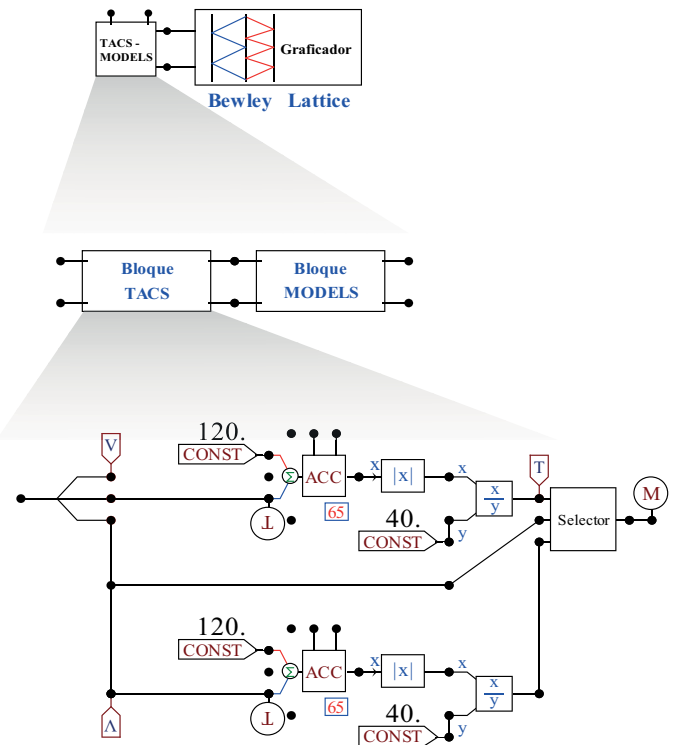 TACS -
MODELS
Graficador
Bewley Lattice
Bloque
TACS
Bloque
MODELS
V
120.
CONST
Σ
ACC
65
T
x
|x|
x
y
x
y
40.
CONST
T
Selector
M
120.
CONST
Σ
ACC
65
T
x
|x|
x
y
x
y
40.
CONST
V